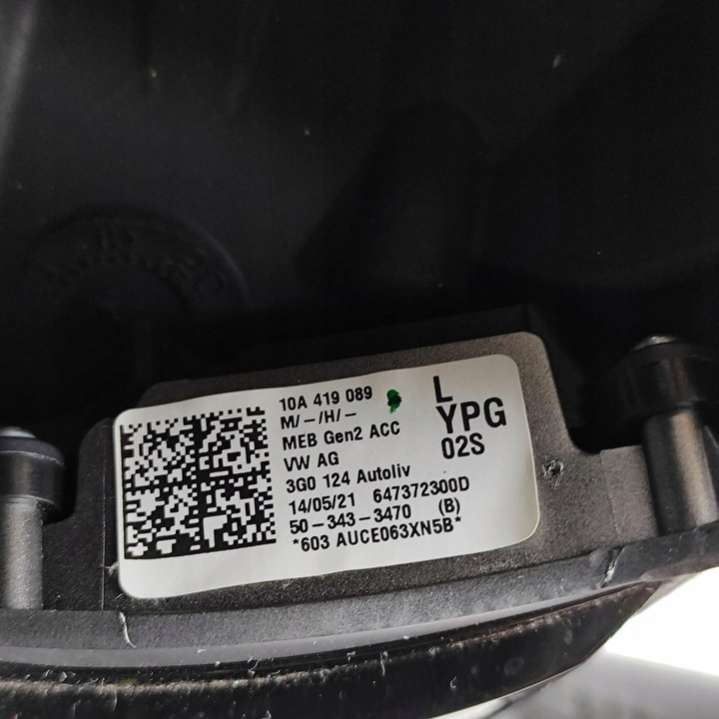 10A 419 089
M/-/H/-
MEB Gen2 ACC
VW AG
3G0 124 Autoliv
14/05/21 647372300D
50-343-3470 (B)
*603 AUCE063XN5B*
L
YPG
02S